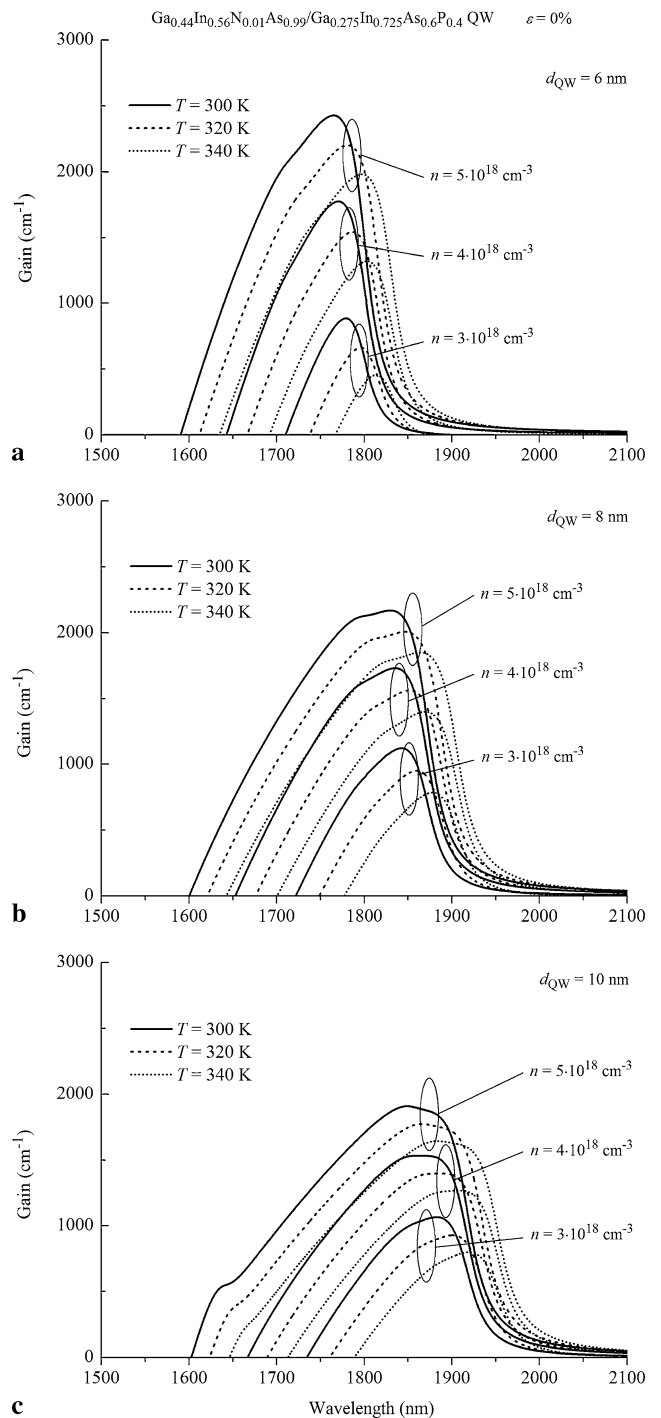 Ga0.44In0.56N0.01As0.99/Ga0.275In0.725As0.6P0.4 QW ε = 0%
3000
dQW = 6 nm
T = 300 K
T = 320 K
T = 340 K
n = 5·10^18 cm^-3
n = 4·10^18 cm^-3
n = 3·10^18 cm^-3
2000
1000
0
Gain (cm^-1)
1500 1600 1700 1800 1900 2000 2100
a
3000
dQW = 8 nm
T = 300 K
T = 320 K
T = 340 K
n = 5·10^18 cm^-3
n = 4·10^18 cm^-3
n = 3·10^18 cm^-3
2000
1000
0
Gain (cm^-1)
1500 1600 1700 1800 1900 2000 2100
b
3000
dQW = 10 nm
T = 300 K
T = 320 K
T = 340 K
n = 5·10^18 cm^-3
n = 4·10^18 cm^-3
n = 3·10^18 cm^-3
2000
1000
0
Gain (cm^-1)
1500 1600 1700 1800 1900 2000 2100
c
Wavelength (nm)